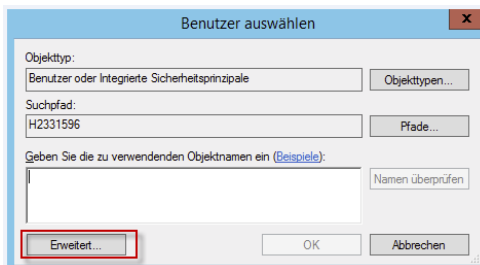 Benutzer auswählen
x
Objekttyp:
Benutzer oder Integrierte Sicherheitsprinzipale
Objekttypen...
Suchpfad:
H2331596
Pfade...
Geben Sie die zu verwendenden Objektnamen ein (Beispiele):
Namen überprüfen
Erweitert...
OK
Abbrechen